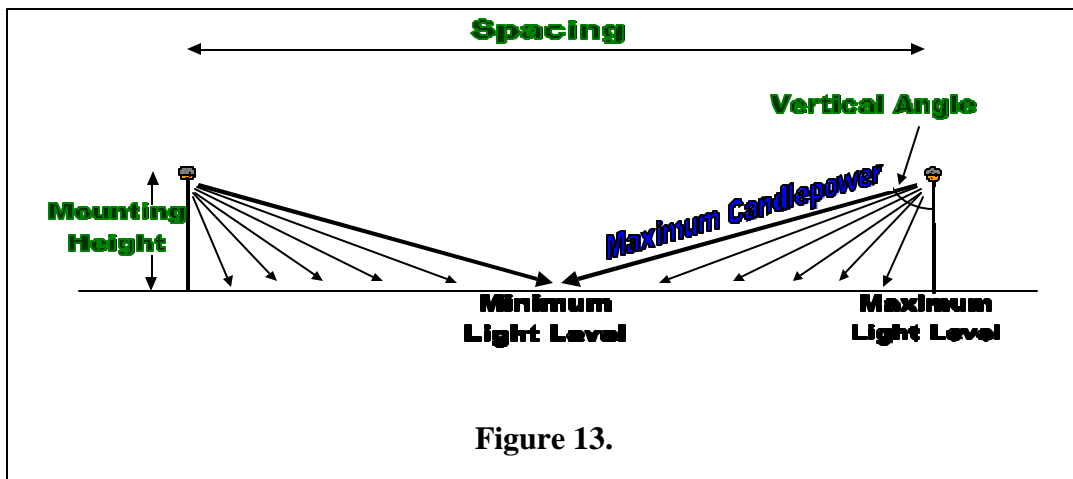 Spacing
Vertical Angle
Maximum Candlepower
Mounting
Height
Minimum
Light Level
Maximum
Light Level
Figure 13.